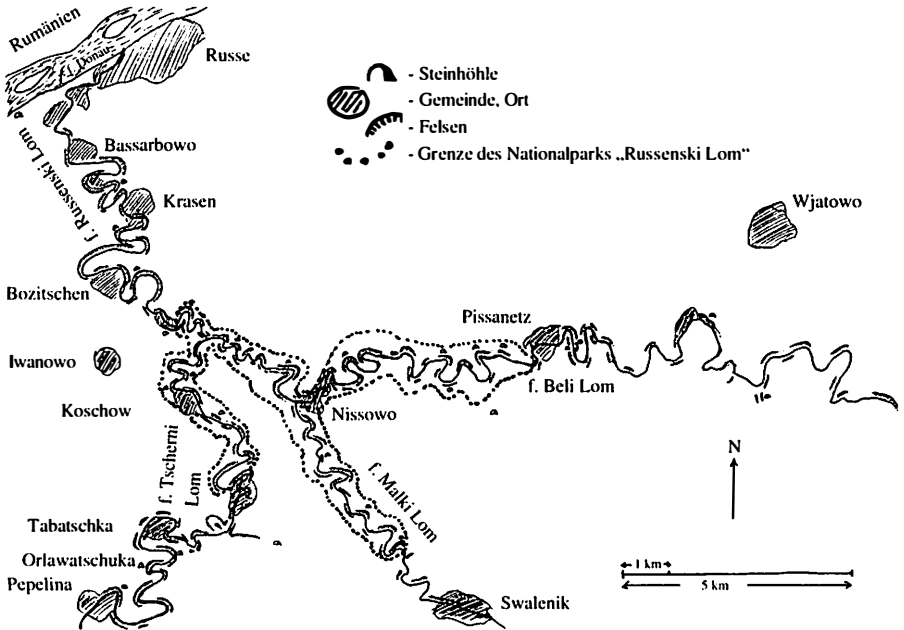 Rumänien
f. Donau
Russe
- Steinhöhle
- Gemeinde, Ort
- Felsen
- Grenze des Nationalparks „Russenski Lom“
Bassarbowo
f. Russenski Lom
Krasen
Wjatowo
Bozitschen
Pissanetz
Iwanowo
f. Beli Lom
Koschow
Nissowo
N
f. Tscherni
Lom
f. Malki Lom
Tabatschka
Orlawatschuka
Pepelina
1 km
5 km
Swalenik